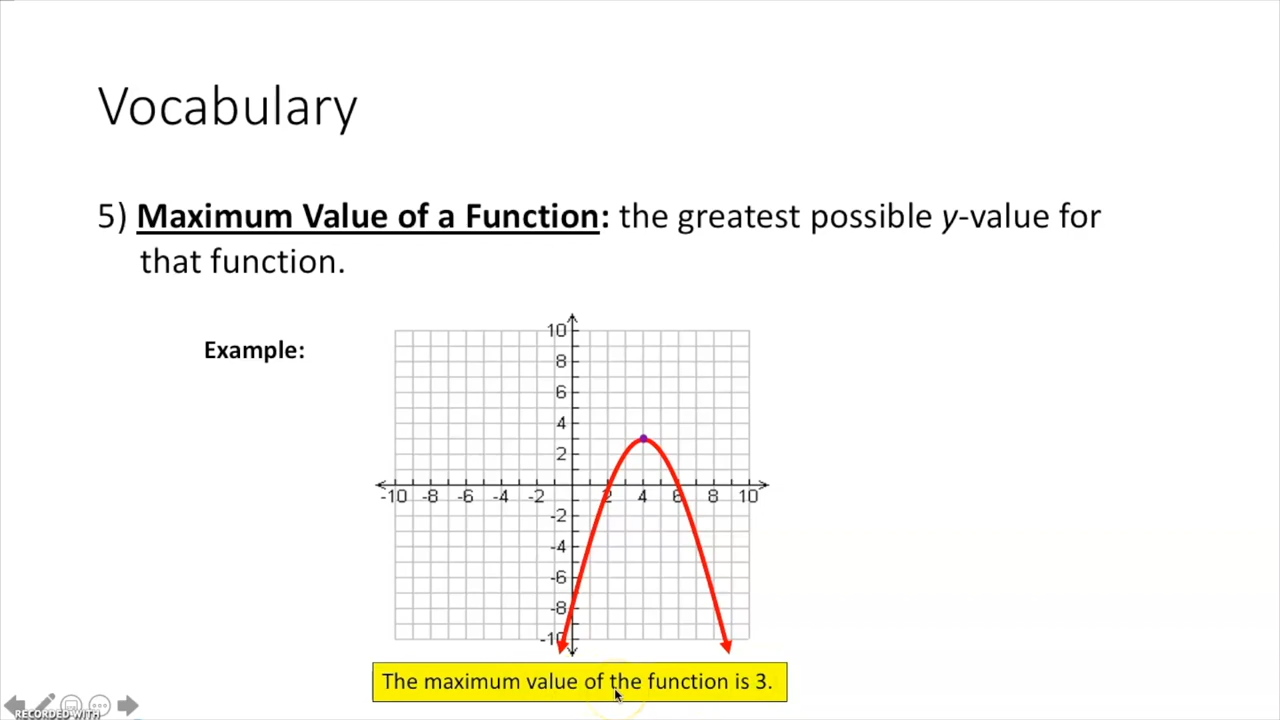 Vocabulary
5) Maximum Value of a Function: the greatest possible y-value for
that function.
Example:
10
8
6
4
2
-10 -8 -6 -4 -2 2 4 6 8 10
-2
-4
-6
-8
-10
The maximum value of the function is 3.
RECORDED WITH